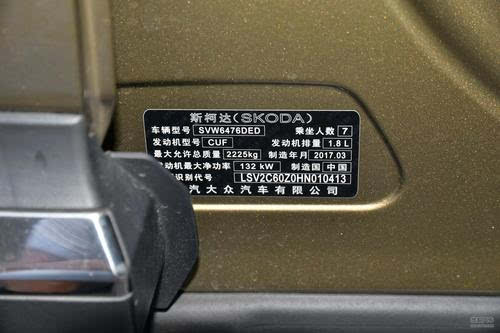 斯柯达(SKODA)
车辆型号 SVW6476DED 乘坐人数 7
发动机型号 CUF 发动机排量 1.8 L
最大允许总质量 2225kg 制造年月 2017.03
发动机最大净功率 132 kW 制造国 中国
识别代号 LSV2C60Z0HN010413
汽大众汽车有限公司